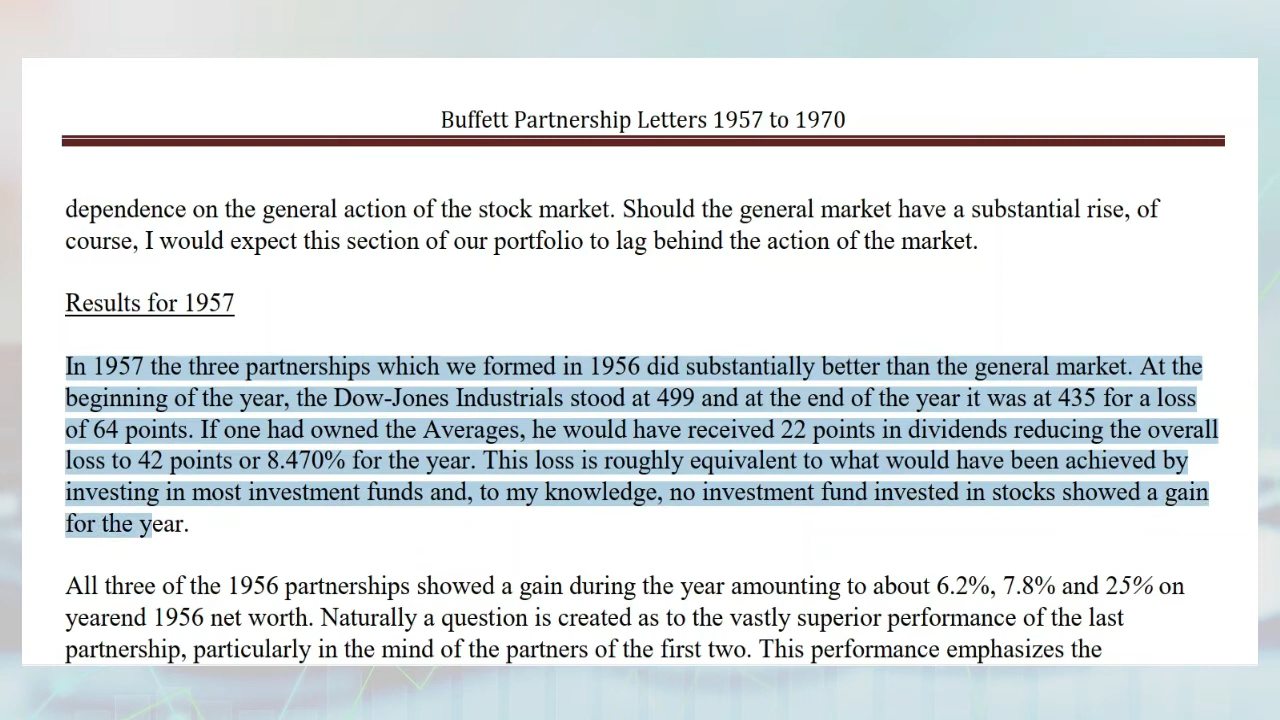 Buffett Partnership Letters 1957 to 1970
dependence on the general action of the stock market. Should the general market have a substantial rise, of
course, I would expect this section of our portfolio to lag behind the action of the market.
Results for 1957
In 1957 the three partnerships which we formed in 1956 did substantially better than the general market. At the
beginning of the year, the Dow-Jones Industrials stood at 499 and at the end of the year it was at 435 for a loss
of 64 points. If one had owned the Averages, he would have received 22 points in dividends reducing the overall
loss to 42 points or 8.470% for the year. This loss is roughly equivalent to what would have been achieved by
investing in most investment funds and, to my knowledge, no investment fund invested in stocks showed a gain
for the year.
All three of the 1956 partnerships showed a gain during the year amounting to about 6.2%, 7.8% and 25% on
yearend 1956 net worth. Naturally a question is created as to the vastly superior performance of the last
partnership, particularly in the mind of the partners of the first two. This performance emphasizes the